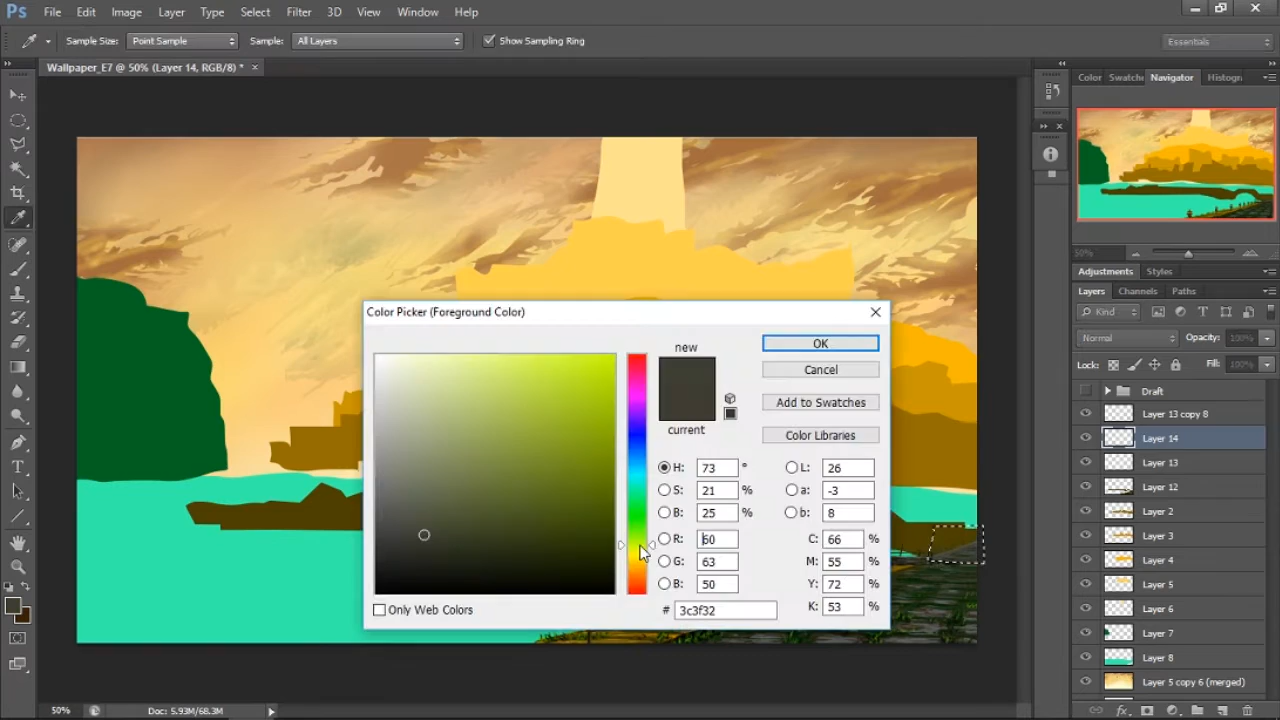 Ps File Edit Image Layer Type Select Filter 3D View Window Help
Sample Size: Point Sample Sample: All Layers Show Sampling Ring Essentials
Wallpaper_E7 @ 50% (Layer 14, RGB/8) * ×
Color Swatche Navigator Histogn
50%
Adjustments Styles
Layers Channels Paths
Kind
Normal Opacity: 100%
Lock: Fill: 100%
Draft
Layer 13 copy 8
Layer 14
Layer 13
Layer 12
Layer 2
Layer 3
Layer 4
Layer 5
Layer 6
Layer 7
Layer 8
Layer 5 copy 6 (merged)
Color Picker (Foreground Color)
new
current
OK
Cancel
Add to Swatches
Color Libraries
H: 73 ° L: 26
S: 21 % a: -3
B: 25 % b: 8
R: 60 C: 66 %
G: 63 M: 55 %
B: 50 Y: 72 %
# 3c3f32 K: 53 %
Only Web Colors
50% Doc: 5.93M/68.3M